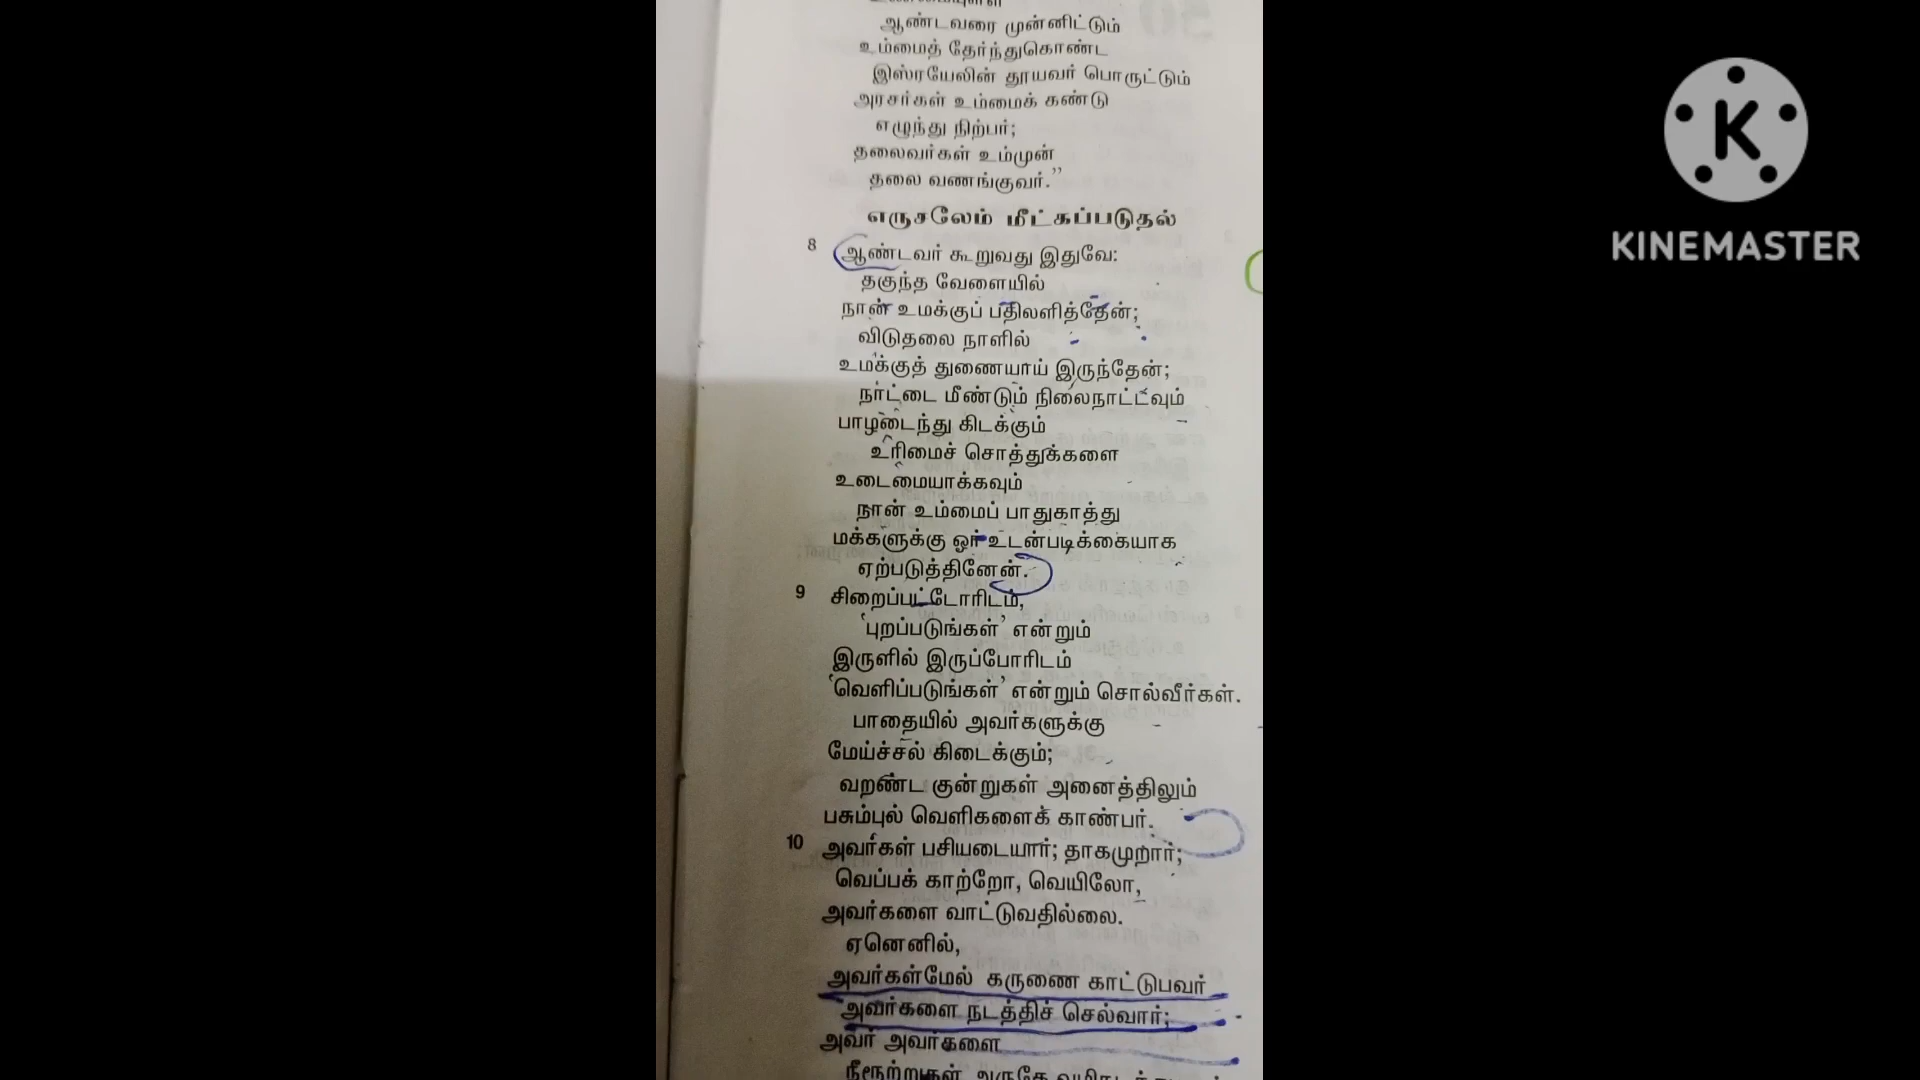 ஆண்டவரை முன்னிட்டும்
உம்மைத் தேர்ந்துகொண்ட
இஸ்ரயேலின் தூயவர் பொருட்டும்
அரசர்கள் உம்மைக் கண்டு
எழுந்து நிற்பர்;
தலைவர்கள் உம்முன்
தலை வணங்குவர்.”
எருசலேம் மீட்கப்படுதல்
8 ஆண்டவர் கூறுவது இதுவே:
தகுந்த வேளையில்
நான் உமக்குப் பதிலளித்தேன்;
விடுதலை நாளில்
உமக்குத் துணையாய் இருந்தேன்;
நாட்டை மீண்டும் நிலைநாட்டவும்
பாழடைந்து கிடக்கும்
உரிமைச் சொத்துக்களை
உடைமையாக்கவும்
நான் உம்மைப் பாதுகாத்து
மக்களுக்கு ஓர் உடன்படிக்கையாக
ஏற்படுத்தினேன்.
9 சிறைப்பட்டோரிடம்,
‘புறப்படுங்கள்’ என்றும்
இருளில் இருப்போரிடம்
‘வெளிப்படுங்கள்’ என்றும் சொல்வீர்கள்.
பாதையில் அவர்களுக்கு
மேய்ச்சல் கிடைக்கும்;
வறண்ட குன்றுகள் அனைத்திலும்
பசும்புல் வெளிகளைக் காண்பர்.
10 அவர்கள் பசியடையார்; தாகமுறார்;
வெப்பக் காற்றோ, வெயிலோ,
அவர்களை வாட்டுவதில்லை.
ஏனெனில்,
அவர்கள்மேல் கருணை காட்டுபவர்
அவர்களை நடத்திச் செல்வார்;
அவர் அவர்களை
நீரூற்றுகள் அருகே
K
KINEMASTER